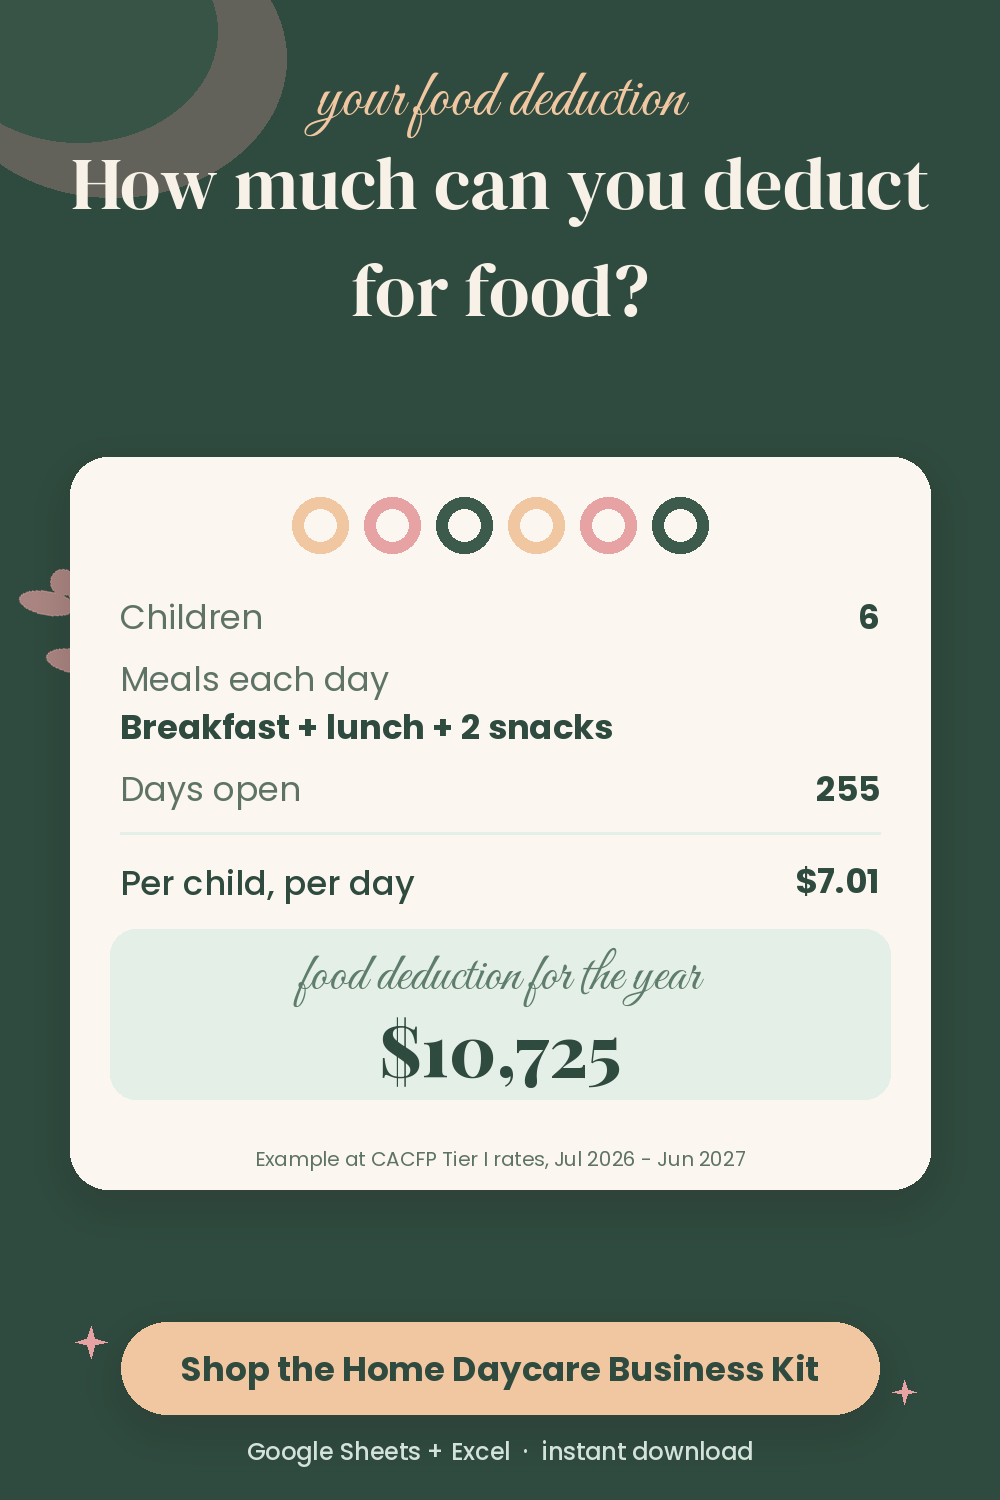 your food deduction
How much can you deduct
for food?
Children 6
Meals each day
Breakfast + lunch + 2 snacks
Days open 255
Per child, per day $7.01
food deduction for the year
$10,725
Example at CACFP Tier I rates, Jul 2026 - Jun 2027
Shop the Home Daycare Business Kit
Google Sheets + Excel · instant download